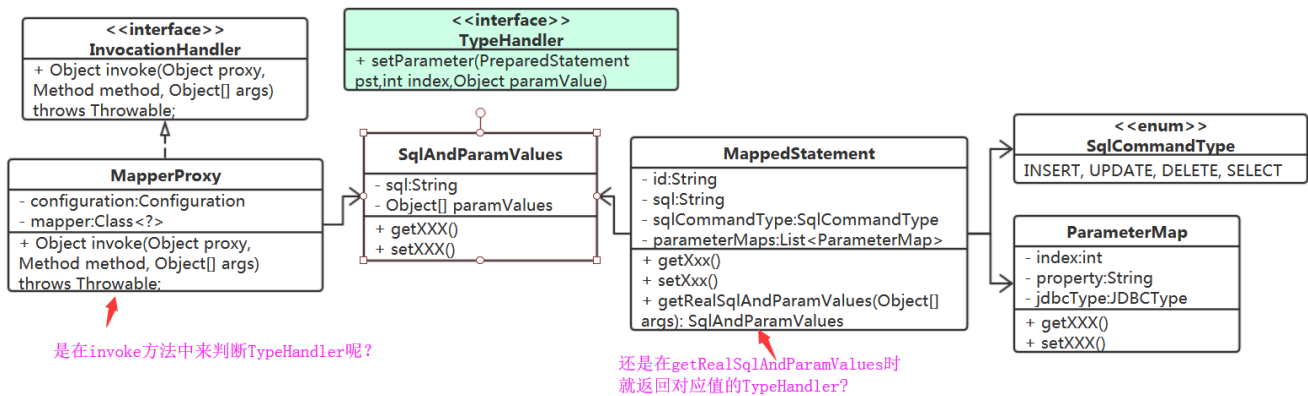 <<interface>>
InvocationHandler
+ Object invoke(Object proxy,
Method method, Object[] args)
throws Throwable;
<<interface>>
TypeHandler
+ setParameter(PreparedStatement
pst,int index,Object paramValue)
MapperProxy
- configuration:Configuration
- mapper:Class<?>
+ Object invoke(Object proxy,
Method method, Object[] args)
throws Throwable;
SqlAndParamValues
- sql:String
- Object[] paramValues
+ getXXX()
+ setXXX()
MappedStatement
- id:String
- sql:String
- sqlCommandType:SqlCommandType
- parameterMaps:List<ParameterMap>
+ getXxx()
+ setXxx()
+ getRealSqlAndParamValues(Object[]
args): SqlAndParamValues
<<enum>>
SqlCommandType
INSERT, UPDATE, DELETE, SELECT
ParameterMap
- index:int
- property:String
- jdbcType:JDBCType
+ getXXX()
+ setXXX()
是在invoke方法中来判断TypeHandler呢?
还是在getRealSqlAndParamValues时
就返回对应值的TypeHandler?